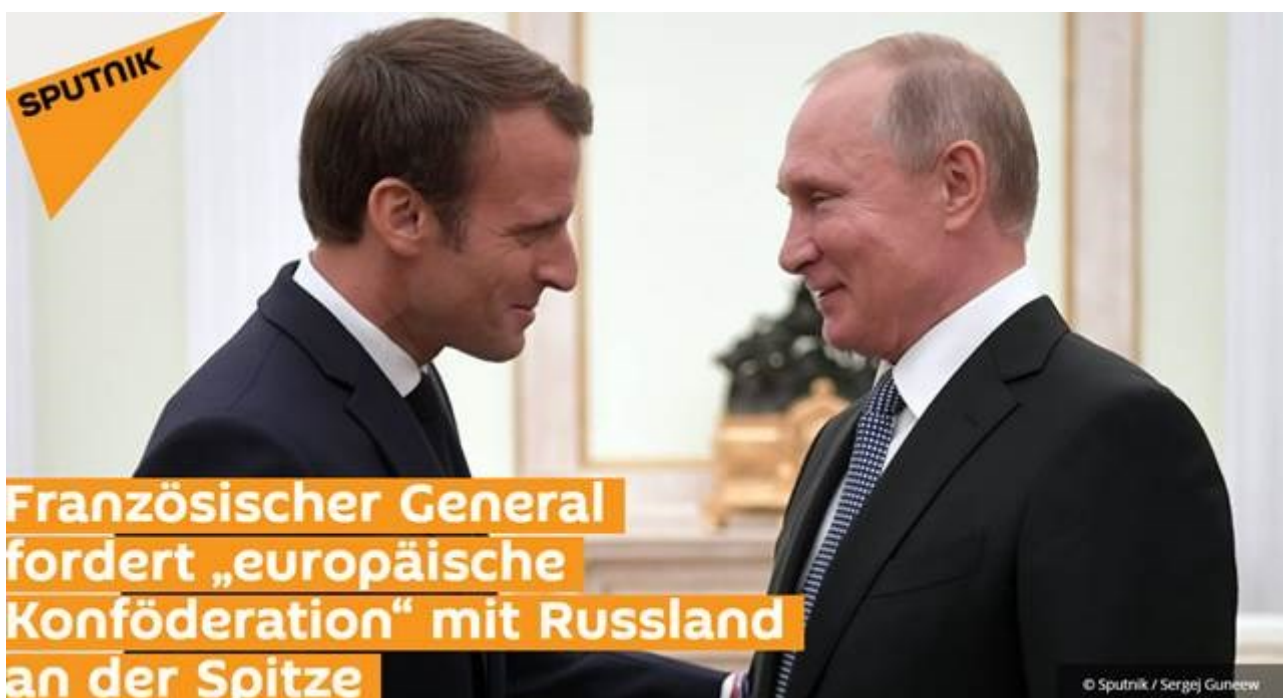 SPUTNIK
Französischer General
fordert „europäische
Konföderation“ mit Russland
an der Spitze
© Sputnik / Sergej Guneew